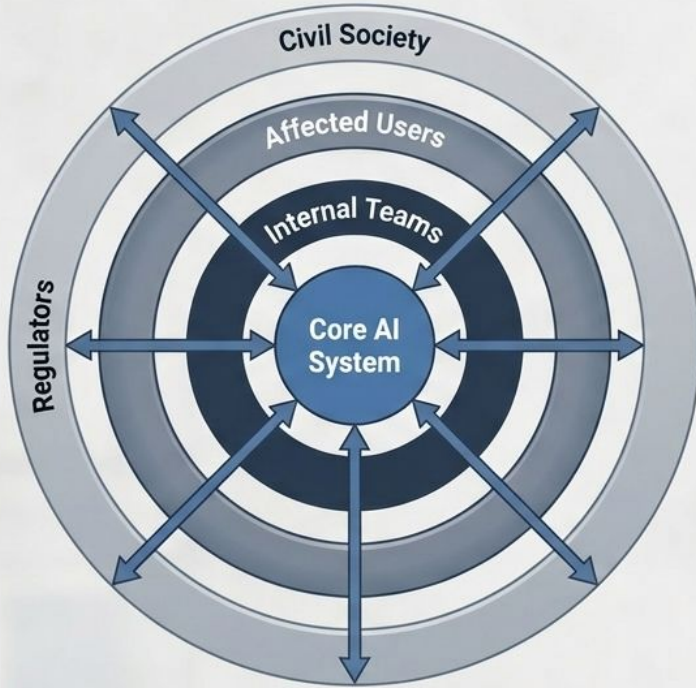 Civil Society
Affected Users
Internal Teams
Core AI
System
Regulators